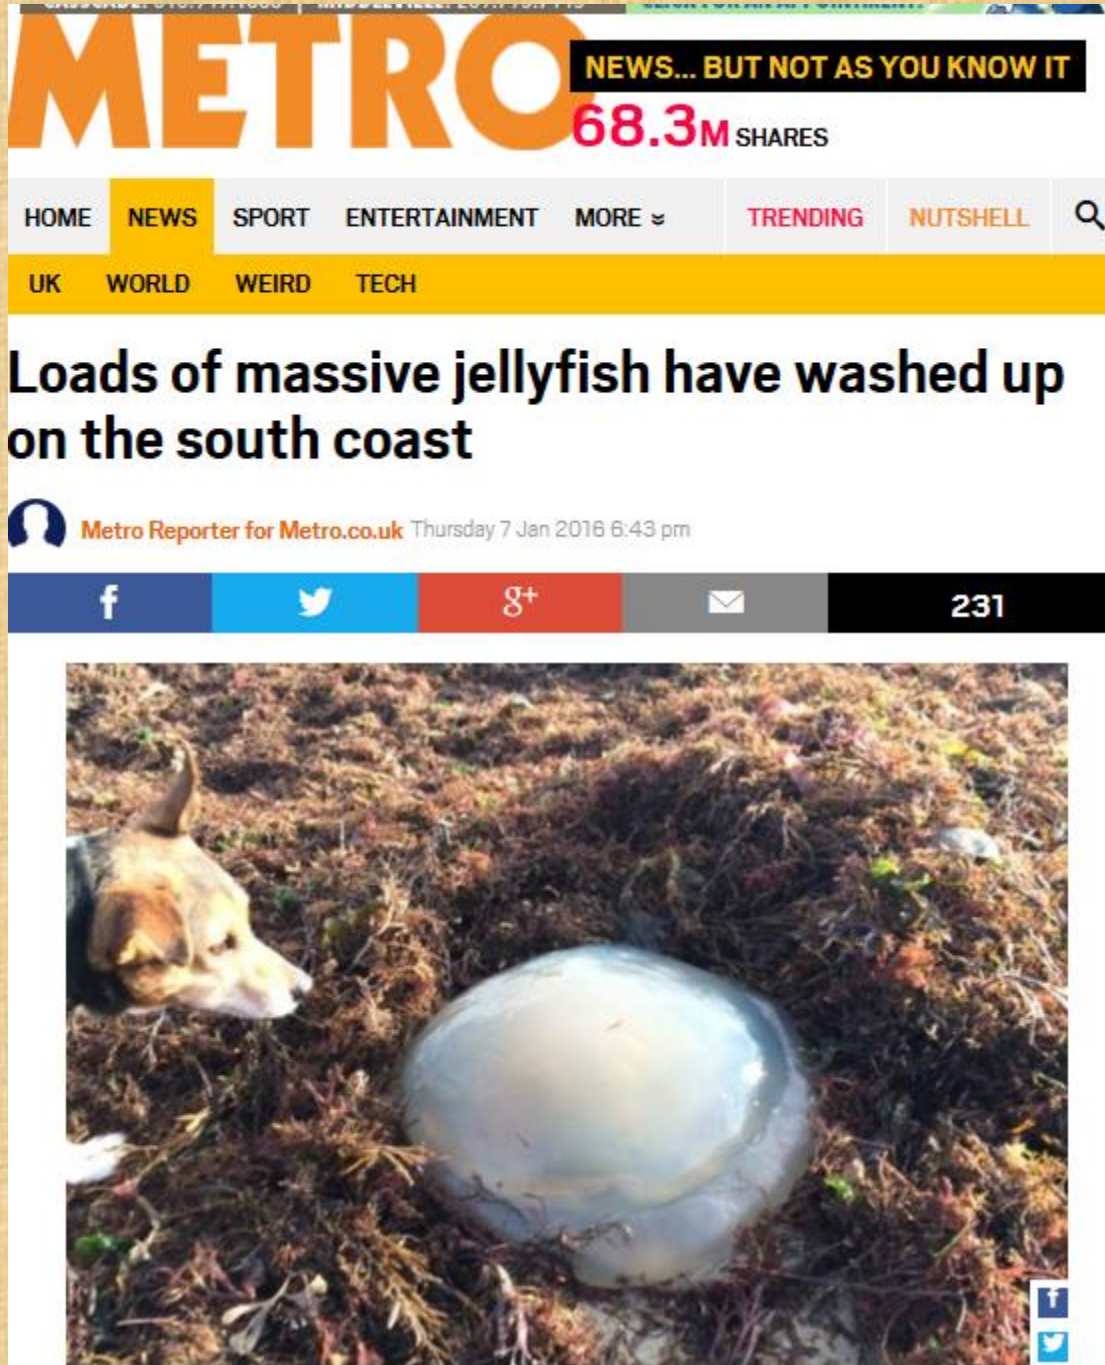 METRO
NEWS... BUT NOT AS YOU KNOW IT
68.3M SHARES
HOME NEWS SPORT ENTERTAINMENT MORE TRENDING NUTSHELL
UK WORLD WEIRD TECH
Loads of massive jellyfish have washed up
on the south coast
Metro Reporter for Metro.co.uk Thursday 7 Jan 2016 6:43 pm
f g+ 231
f